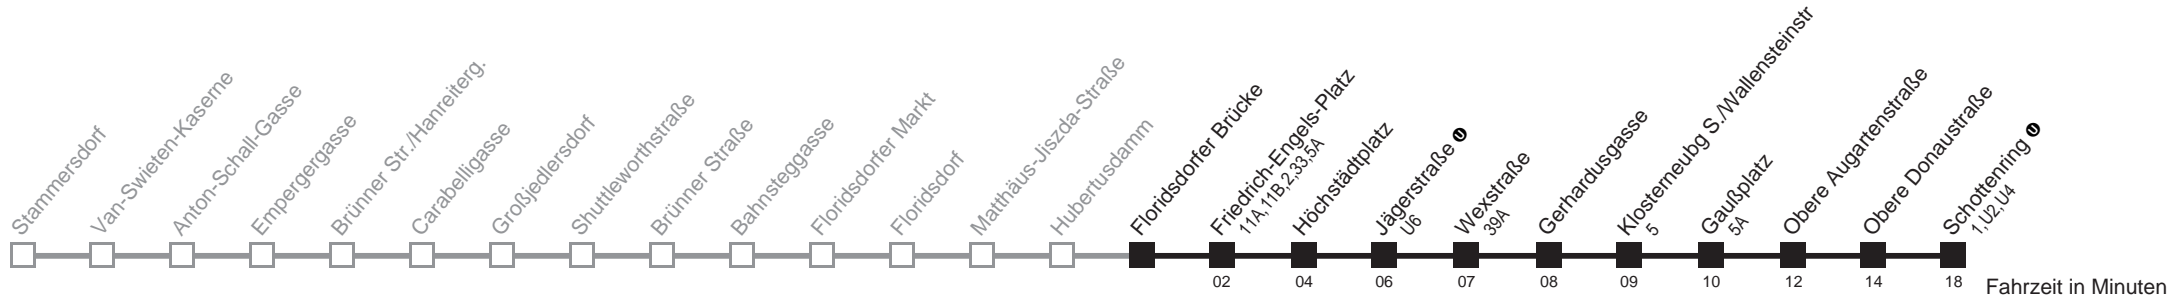 Stammersdorf
Van-Swieten-Kaserne
Anton-Schall-Gasse
Empergergasse
Brünner Str./Hanreiterg.
Carabelligasse
Großjedlersdorf
Shuttleworthstraße
Brünner Straße
Bahnsteggasse
Floridsdorfer Markt
Floridsdorf
Matthäus-Jiszda-Straße
Hubertusdamm
Floridsdorfer Brücke
Friedrich-Engels-Platz
11A,11B,2,33,5A
Höchstädtplatz
Jägerstraße U
U6
Wexstraße
39A
Gerhardusgasse
Klosterneubg S./Wallensteinstr
5
Gaußplatz
5A
Obere Augartenstraße
Obere Donaustraße
Schottenring U
1,U2,U4
02 04 06 07 08 09 10 12 14 18 Fahrzeit in Minuten